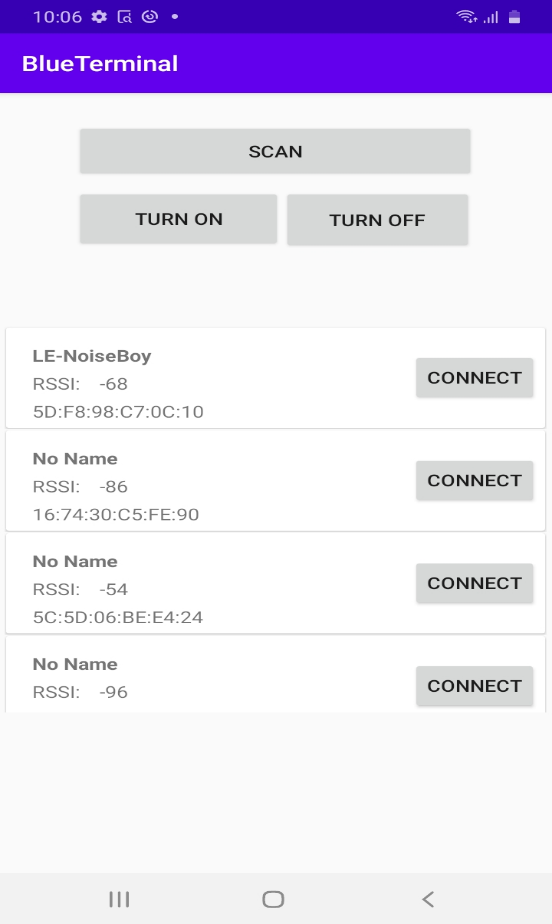 10:06
BlueTerminal
SCAN
TURN ON TURN OFF
LE-NoiseBoy
RSSI: -68
CONNECT
5D:F8:98:C7:0C:10
No Name
RSSI: -86
CONNECT
16:74:30:C5:FE:90
No Name
RSSI: -54
CONNECT
5C:5D:06:BE:E4:24
No Name
RSSI: -96
CONNECT